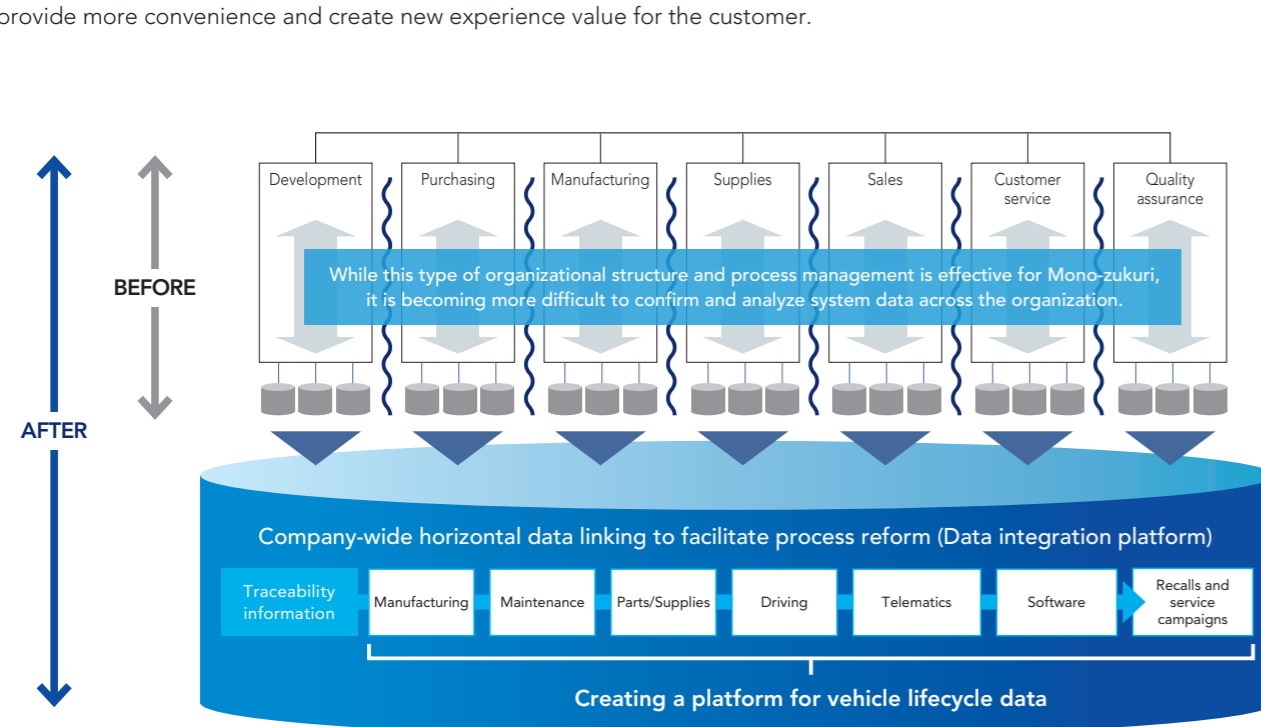 provide more convenience and create new experience value for the customer.
Development
Purchasing
Manufacturing
Supplies
Sales
Customer
service
Quality
assurance
BEFORE
While this type of organizational structure and process management is effective for Mono-zukuri,
it is becoming more difficult to confirm and analyze system data across the organization.
AFTER
Company-wide horizontal data linking to facilitate process reform (Data integration platform)
Traceability
information
Manufacturing
Maintenance
Parts/Supplies
Driving
Telematics
Software
Recalls and
service
campaigns
Creating a platform for vehicle lifecycle data